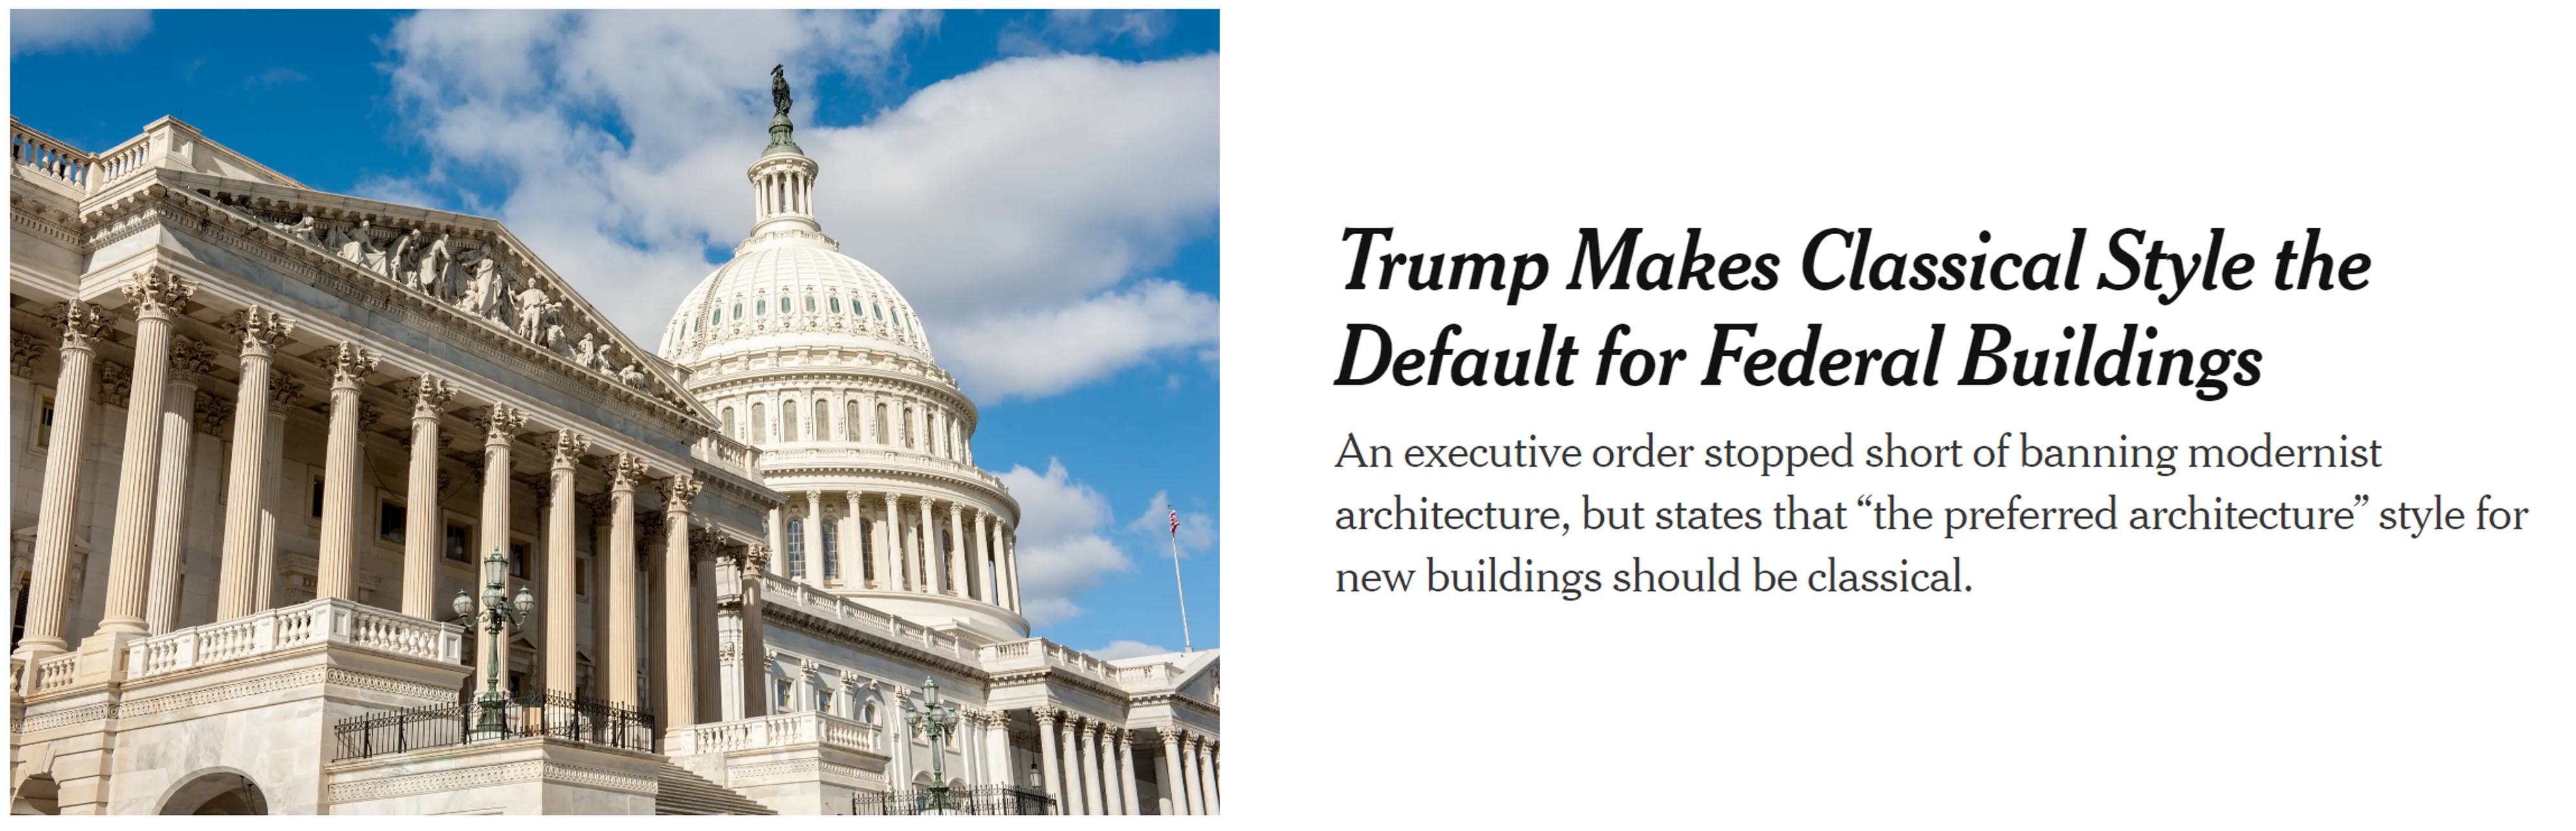 Trump Makes Classical Style the
Default for Federal Buildings
An executive order stopped short of banning modernist
architecture, but states that “the preferred architecture” style for
new buildings should be classical.